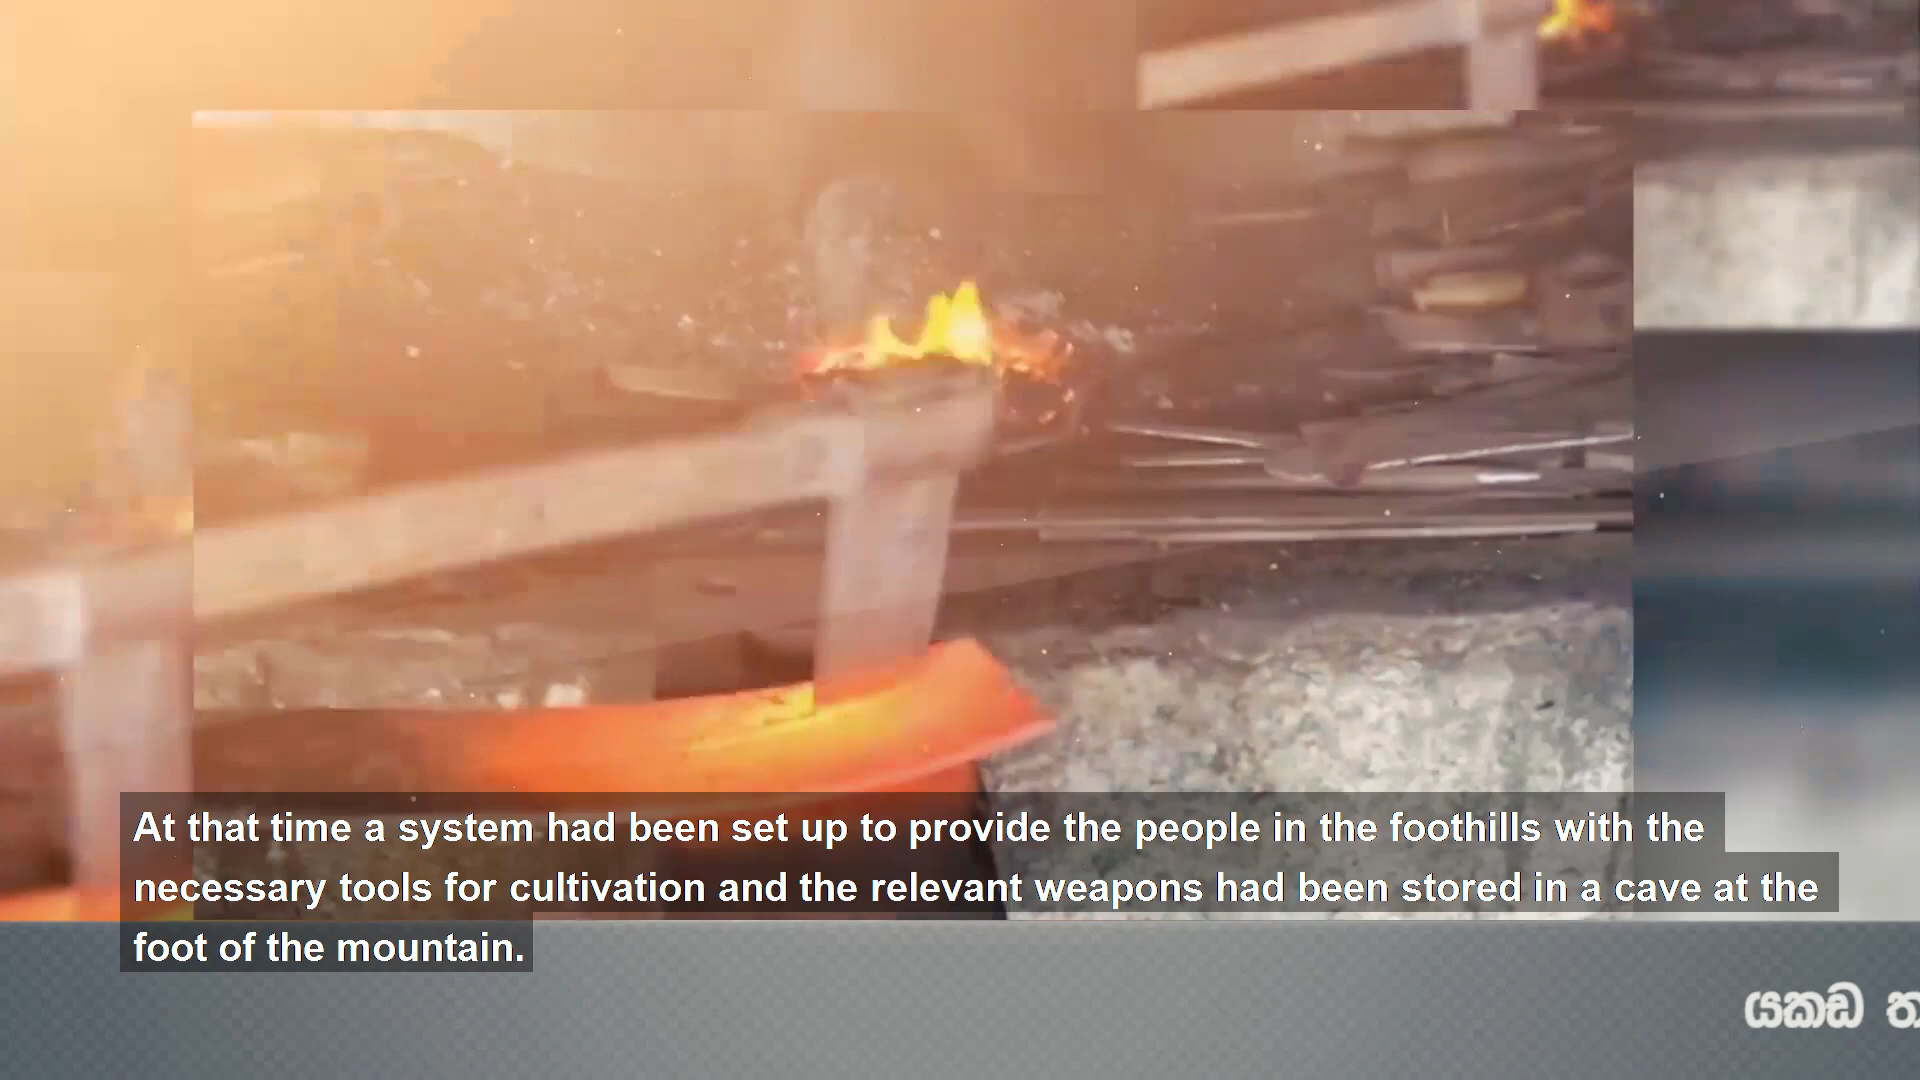 At that time a system had been set up to provide the people in the foothills with the
necessary tools for cultivation and the relevant weapons had been stored in a cave at the
foot of the mountain.
යකඩ